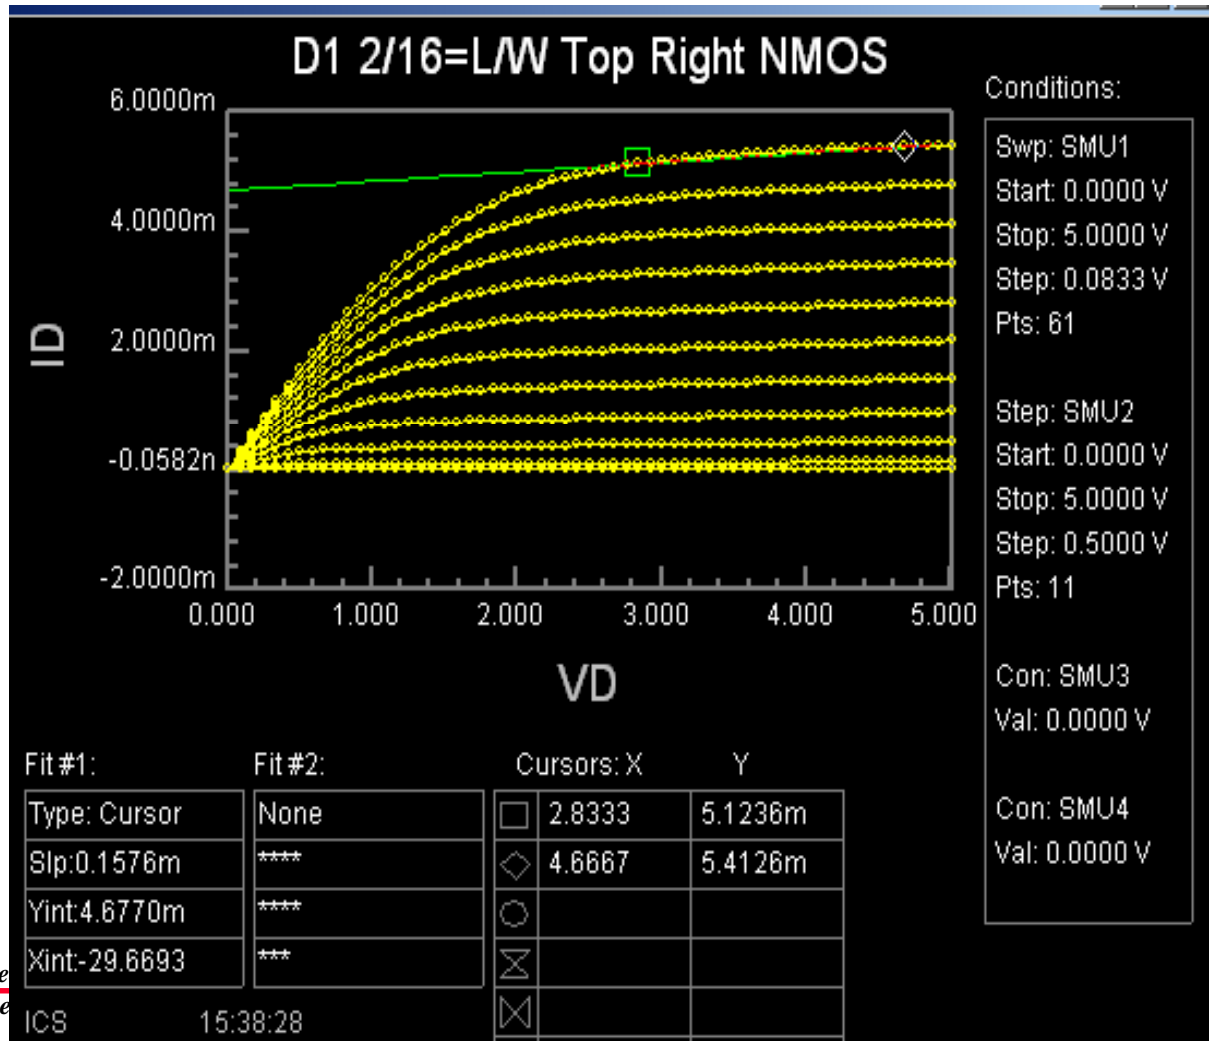 D1 2/16=L/W Top Right NMOS
6.0000m
4.0000m
2.0000m
-0.0582n
-2.0000m
ID
0.000 1.000 2.000 3.000 4.000 5.000
VD
Conditions:
Swp: SMU1
Start: 0.0000 V
Stop: 5.0000 V
Step: 0.0833 V
Pts: 61
Step: SMU2
Start: 0.0000 V
Stop: 5.0000 V
Step: 0.5000 V
Pts: 11
Con: SMU3
Val: 0.0000 V
Con: SMU4
Val: 0.0000 V
Fit #1:
Type: Cursor
Slp:0.1576m
Yint:4.6770m
Xint:-29.6693
Fit #2:
None
****
****
***
Cursors: X Y
2.8333 5.1236m
4.6667 5.4126m
e
e
ICS 15:38:28